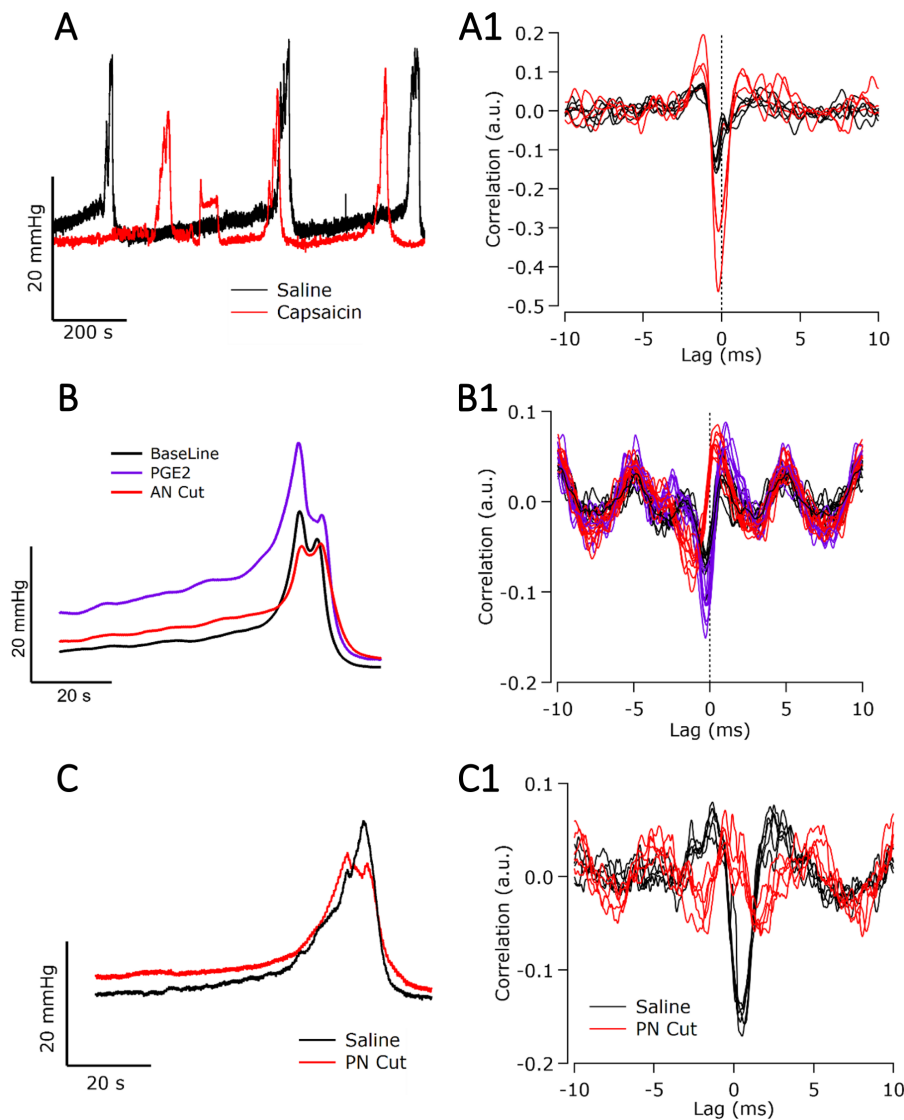 A
20 mmHg
200 s
Saline
Capsaicin
A1
Correlation (a.u.)
0.2
0.1
0.0
-0.1
-0.2
-0.3
-0.4
-0.5
-10
-5
0
5
10
Lag (ms)
B
BaseLine
PGE2
AN Cut
20 mmHg
20 s
B1
Correlation (a.u.)
0.1
0.0
-0.1
-0.2
-10
-5
0
5
10
Lag (ms)
C
20 mmHg
20 s
Saline
PN Cut
C1
Correlation (a.u.)
0.1
0.0
-0.1
-0.2
Saline
PN Cut
-10
-5
0
5
10
Lag (ms)